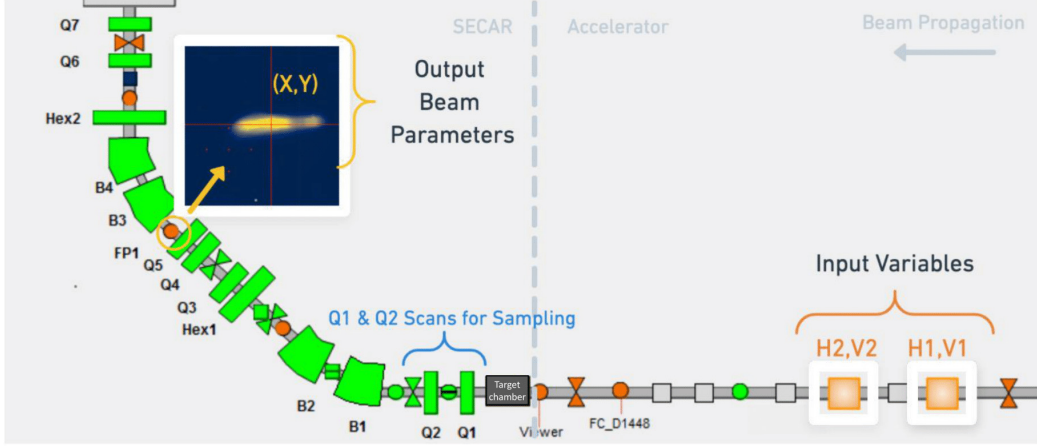 SECAR
Accelerator
Beam Propagation
Q7
Q6
Hex2
B4
B3
FP1
Q5
Q4
Q3
Hex1
B2
B1
Q2
Q1
(X,Y)
Output
Beam
Parameters
Q1 & Q2 Scans for Sampling
Target
chamber
Viewer
FC_D1448
Input Variables
H2,V2
H1,V1